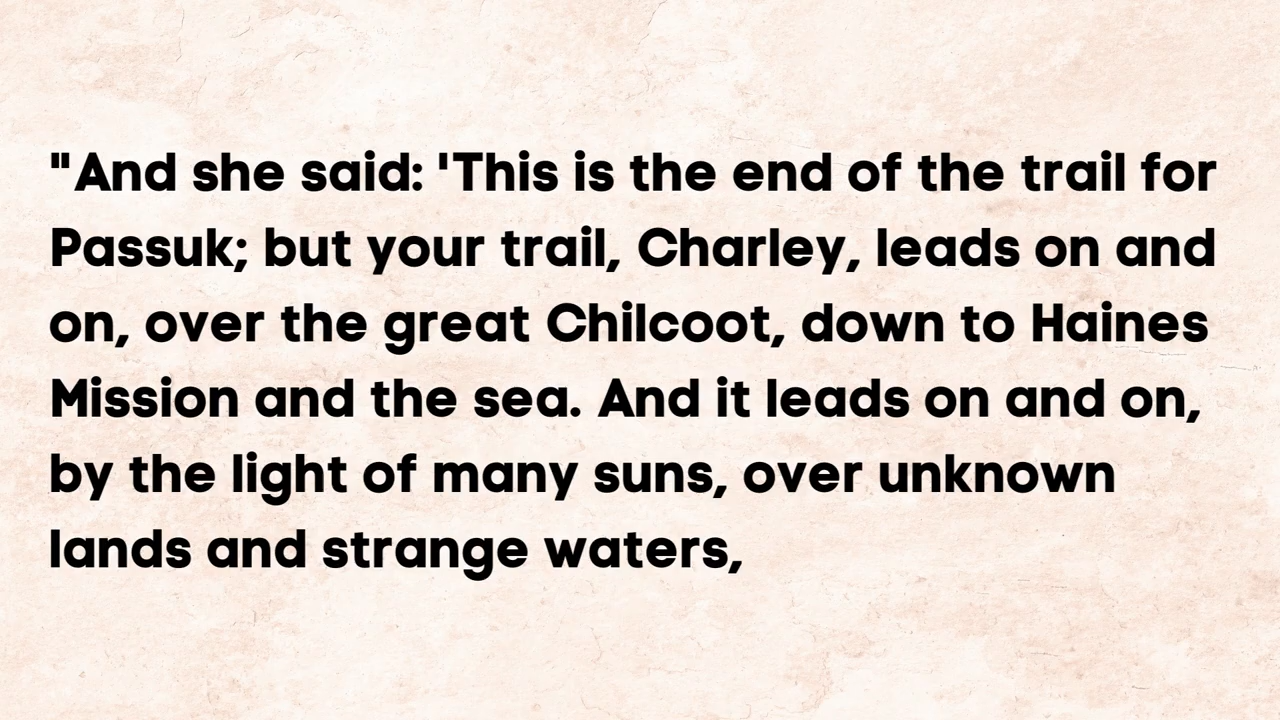 "And she said: 'This is the end of the trail for
Passuk; but your trail, Charley, leads on and
on, over the great Chilcoot, down to Haines
Mission and the sea. And it leads on and on,
by the light of many suns, over unknown
lands and strange waters,